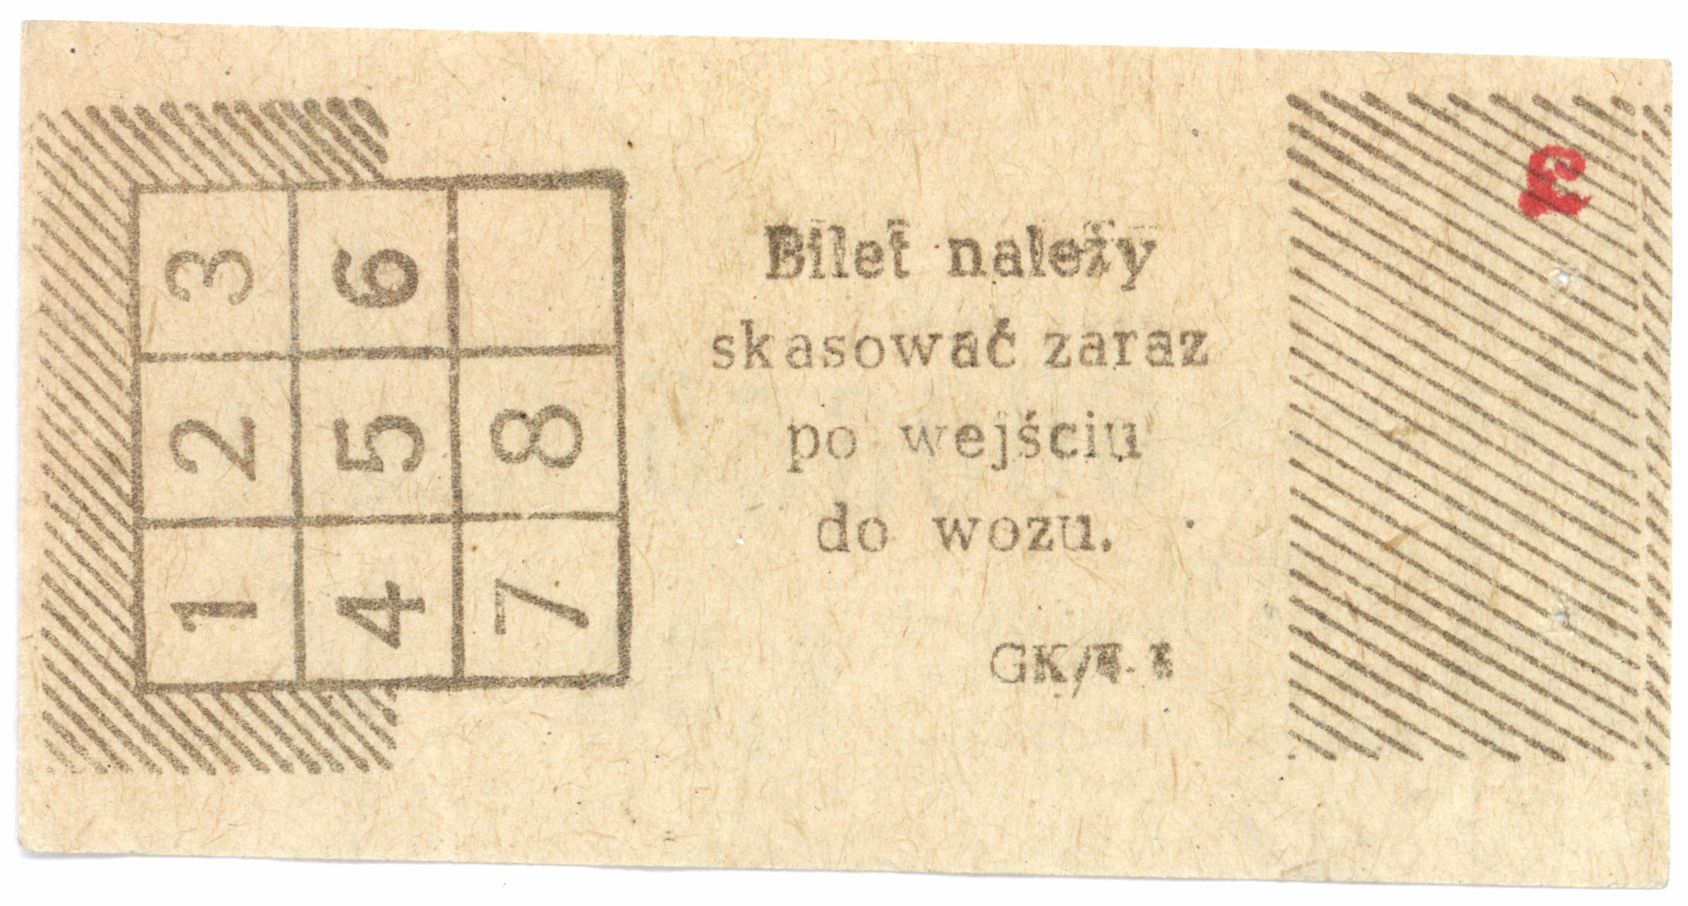 3 6
2 5 8
1 4 7
Bilet należy
skasować zaraz
po wejściu
do wozu.